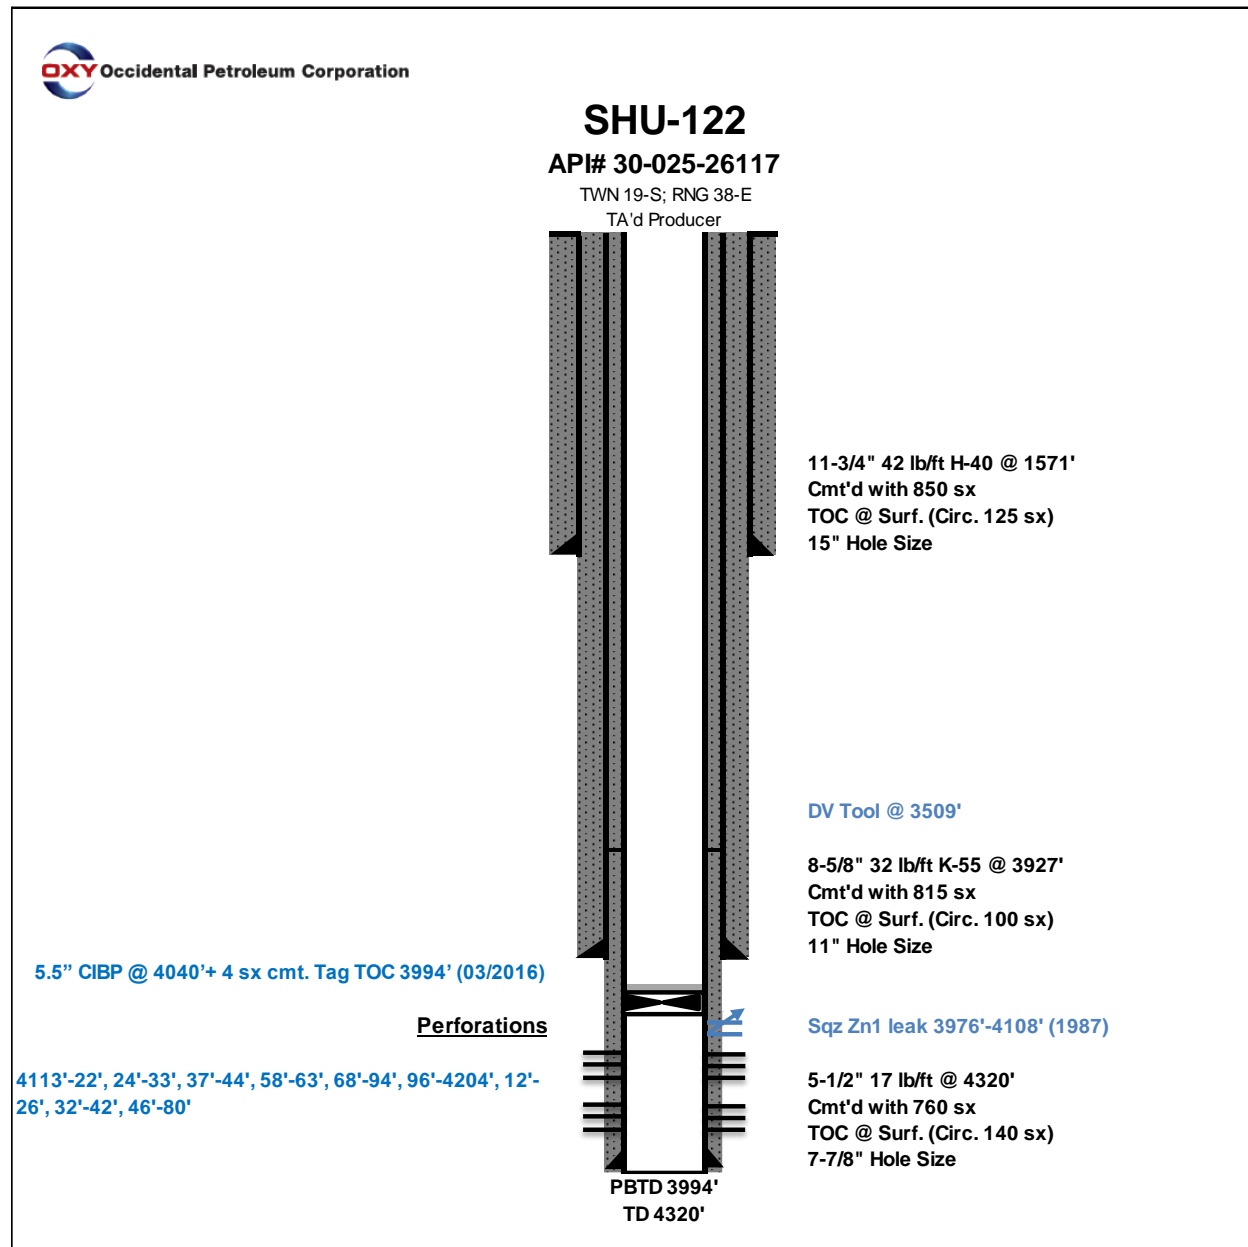 OXY Occidental Petroleum Corporation
SHU-122
API# 30-025-26117
TWN 19-S; RNG 38-E
TA'd Producer
11-3/4" 42 lb/ft H-40 @ 1571'
Cmt'd with 850 sx
TOC @ Surf. (Circ. 125 sx)
15" Hole Size
DV Tool @ 3509'
8-5/8" 32 lb/ft K-55 @ 3927'
Cmt'd with 815 sx
TOC @ Surf. (Circ. 100 sx)
11" Hole Size
5.5” CIBP @ 4040’+ 4 sx cmt. Tag TOC 3994’ (03/2016)
Perforations
Sqz Zn1 leak 3976'-4108' (1987)
4113'-22', 24'-33', 37'-44', 58'-63', 68'-94', 96'-4204', 12'-
26', 32'-42', 46'-80'
5-1/2" 17 lb/ft @ 4320'
Cmt'd with 760 sx
TOC @ Surf. (Circ. 140 sx)
7-7/8" Hole Size
PBTD 3994'
TD 4320'